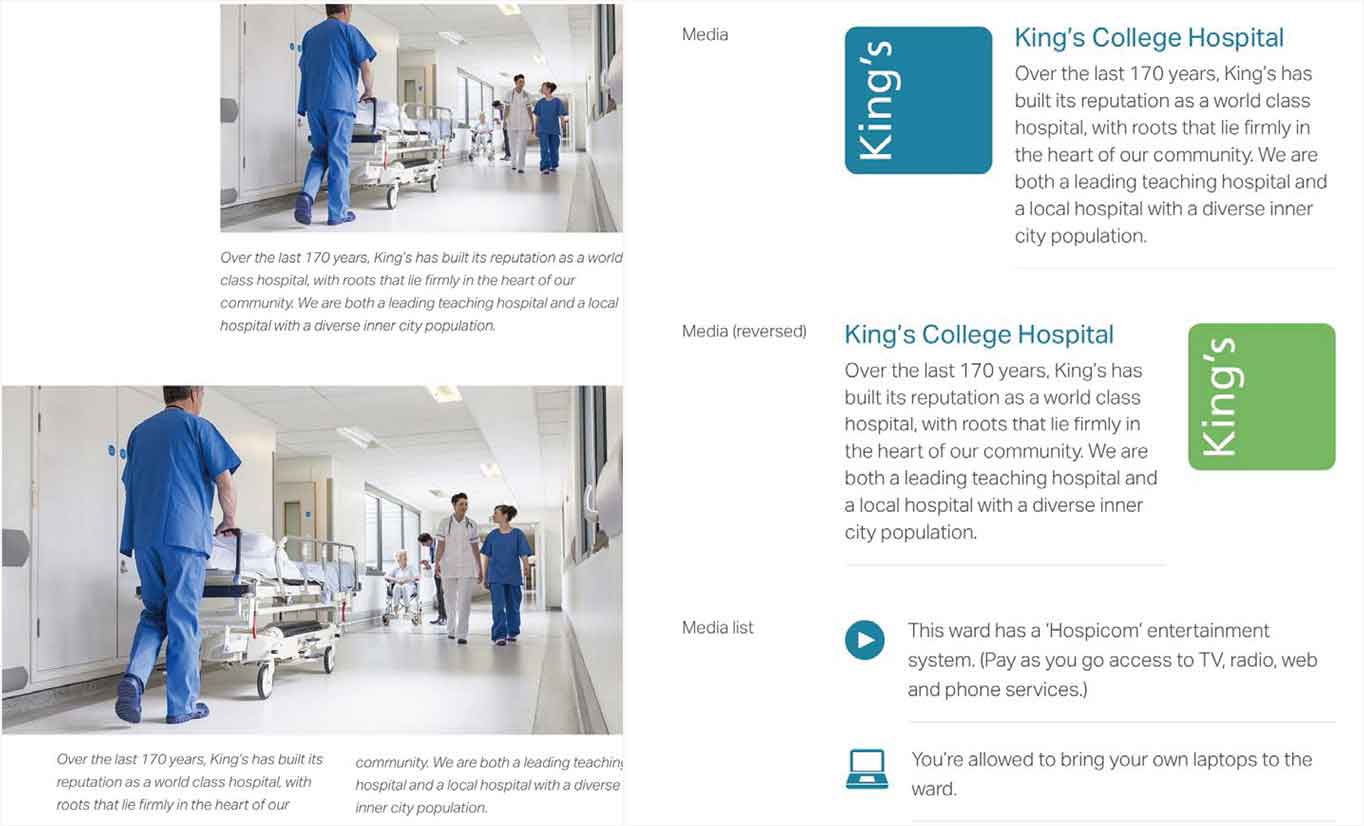 Over the last 170 years, King's has built its reputation as a world
class hospital, with roots that lie firmly in the heart of our
community. We are both a leading teaching hospital and a local
hospital with a diverse inner city population.
Over the last 170 years, King's has built its
reputation as a world class hospital, with
roots that lie firmly in the heart of our
community. We are both a leading teaching
hospital and a local hospital with a diverse
inner city population.
Media
King's
King's College Hospital
Over the last 170 years, King's has
built its reputation as a world class
hospital, with roots that lie firmly in
the heart of our community. We are
both a leading teaching hospital and
a local hospital with a diverse inner
city population.
Media (reversed)
King's College Hospital
Over the last 170 years, King's has
built its reputation as a world class
hospital, with roots that lie firmly in
the heart of our community. We are
both a leading teaching hospital and
a local hospital with a diverse inner
city population.
King's
Media list
This ward has a ‘Hospicom’ entertainment
system. (Pay as you go access to TV, radio, web
and phone services.)
You're allowed to bring your own laptops to the
ward.